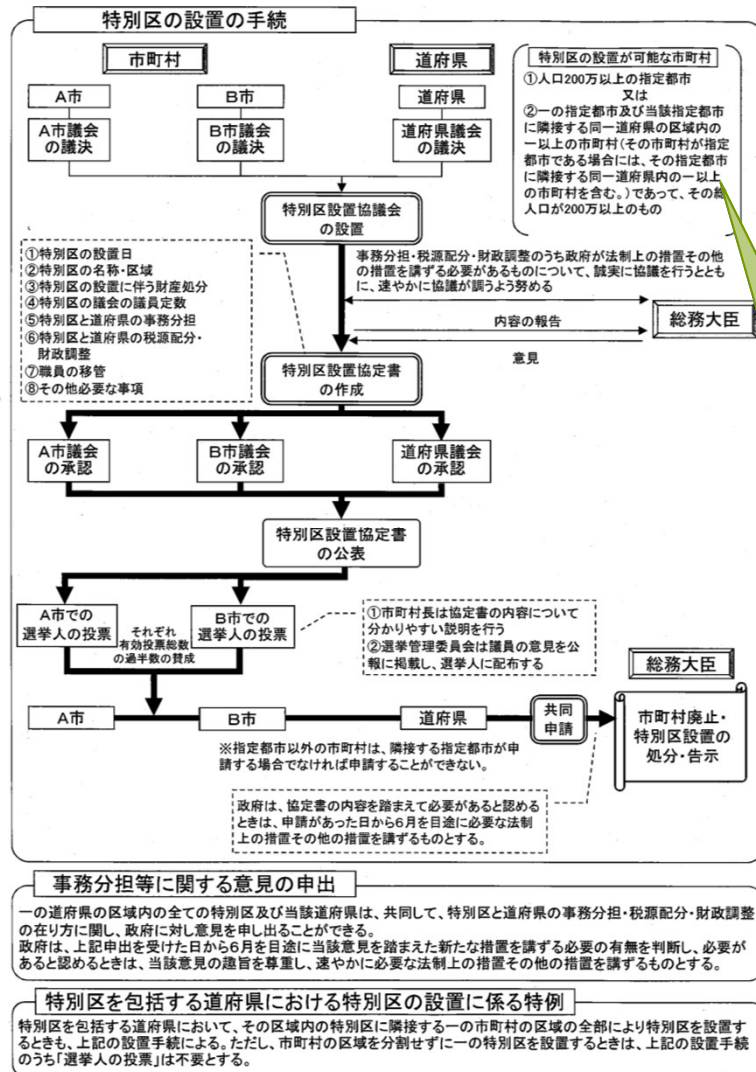 特別区の設置の手続
市町村
道府県
A市
B市
道府県
A市議会
の議決
B市議会
の議決
道府県議会
の議決
特別区の設置が可能な市町村
①人口200万以上の指定都市
又は
②一の指定都市及び当該指定都市
に隣接する同一道府県の区域内の
一以上の市町村(その市町村が指定
都市である場合には、その指定都市
に隣接する同一道府県内の一以上
の市町村を含む。)であって、その総
人口が200万以上のもの
特別区設置協議会
の設置
①特別区の設置日
②特別区の名称・区域
③特別区の設置に伴う財産処分
④特別区の議会の議員定数
⑤特別区と道府県の事務分担
⑥特別区と道府県の税源配分・
財政調整
⑦職員の移管
⑧その他必要な事項
事務分担・税源配分・財政調整のうち政府が法制上の措置その他
の措置を講ずる必要があるものについて、誠実に協議を行うととも
に、速やかに協議が調うよう努める
内容の報告
意見
総務大臣
特別区設置協定書
の作成
A市議会
の承認
B市議会
の承認
道府県議会
の承認
特別区設置協定書
の公表
A市での
選挙人の投票
それぞれ
有効投票総数
の過半数の賛成
B市での
選挙人の投票
①市町村長は協定書の内容について
分かりやすい説明を行う
②選挙管理委員会は議員の意見を公
報に掲載し、選挙人に配布する
総務大臣
A市
B市
道府県
共同
申請
市町村廃止・
特別区設置の
処分・告示
※指定都市以外の市町村は、隣接する指定都市が申
請する場合でなければ申請することができない。
政府は、協定書の内容を踏まえて必要があると認める
ときは、申請があった日から6月を目途に必要な法制
上の措置その他の措置を講ずるものとする。
事務分担等に関する意見の申出
一の道府県の区域内の全ての特別区及び当該道府県は、共同して、特別区と道府県の事務分担・税源配分・財政調整
の在り方に関し、政府に対し意見を申し出ることができる。
政府は、上記申出を受けた日から6月を目途に当該意見を踏まえた新たな措置を講ずる必要の有無を判断し、必要が
あると認めるときは、当該意見の趣旨を尊重し、速やかに必要な法制上の措置その他の措置を講ずるものとする。
特別区を包括する道府県における特別区の設置に係る特例
特別区を包括する道府県において、その区域内の特別区に隣接する一の市町村の区域の全部により特別区を設置す
るときも、上記の設置手続による。ただし、市町村の区域を分割せずに一の特別区を設置するときは、上記の設置手続
のうち「選挙人の投票」は不要とする。